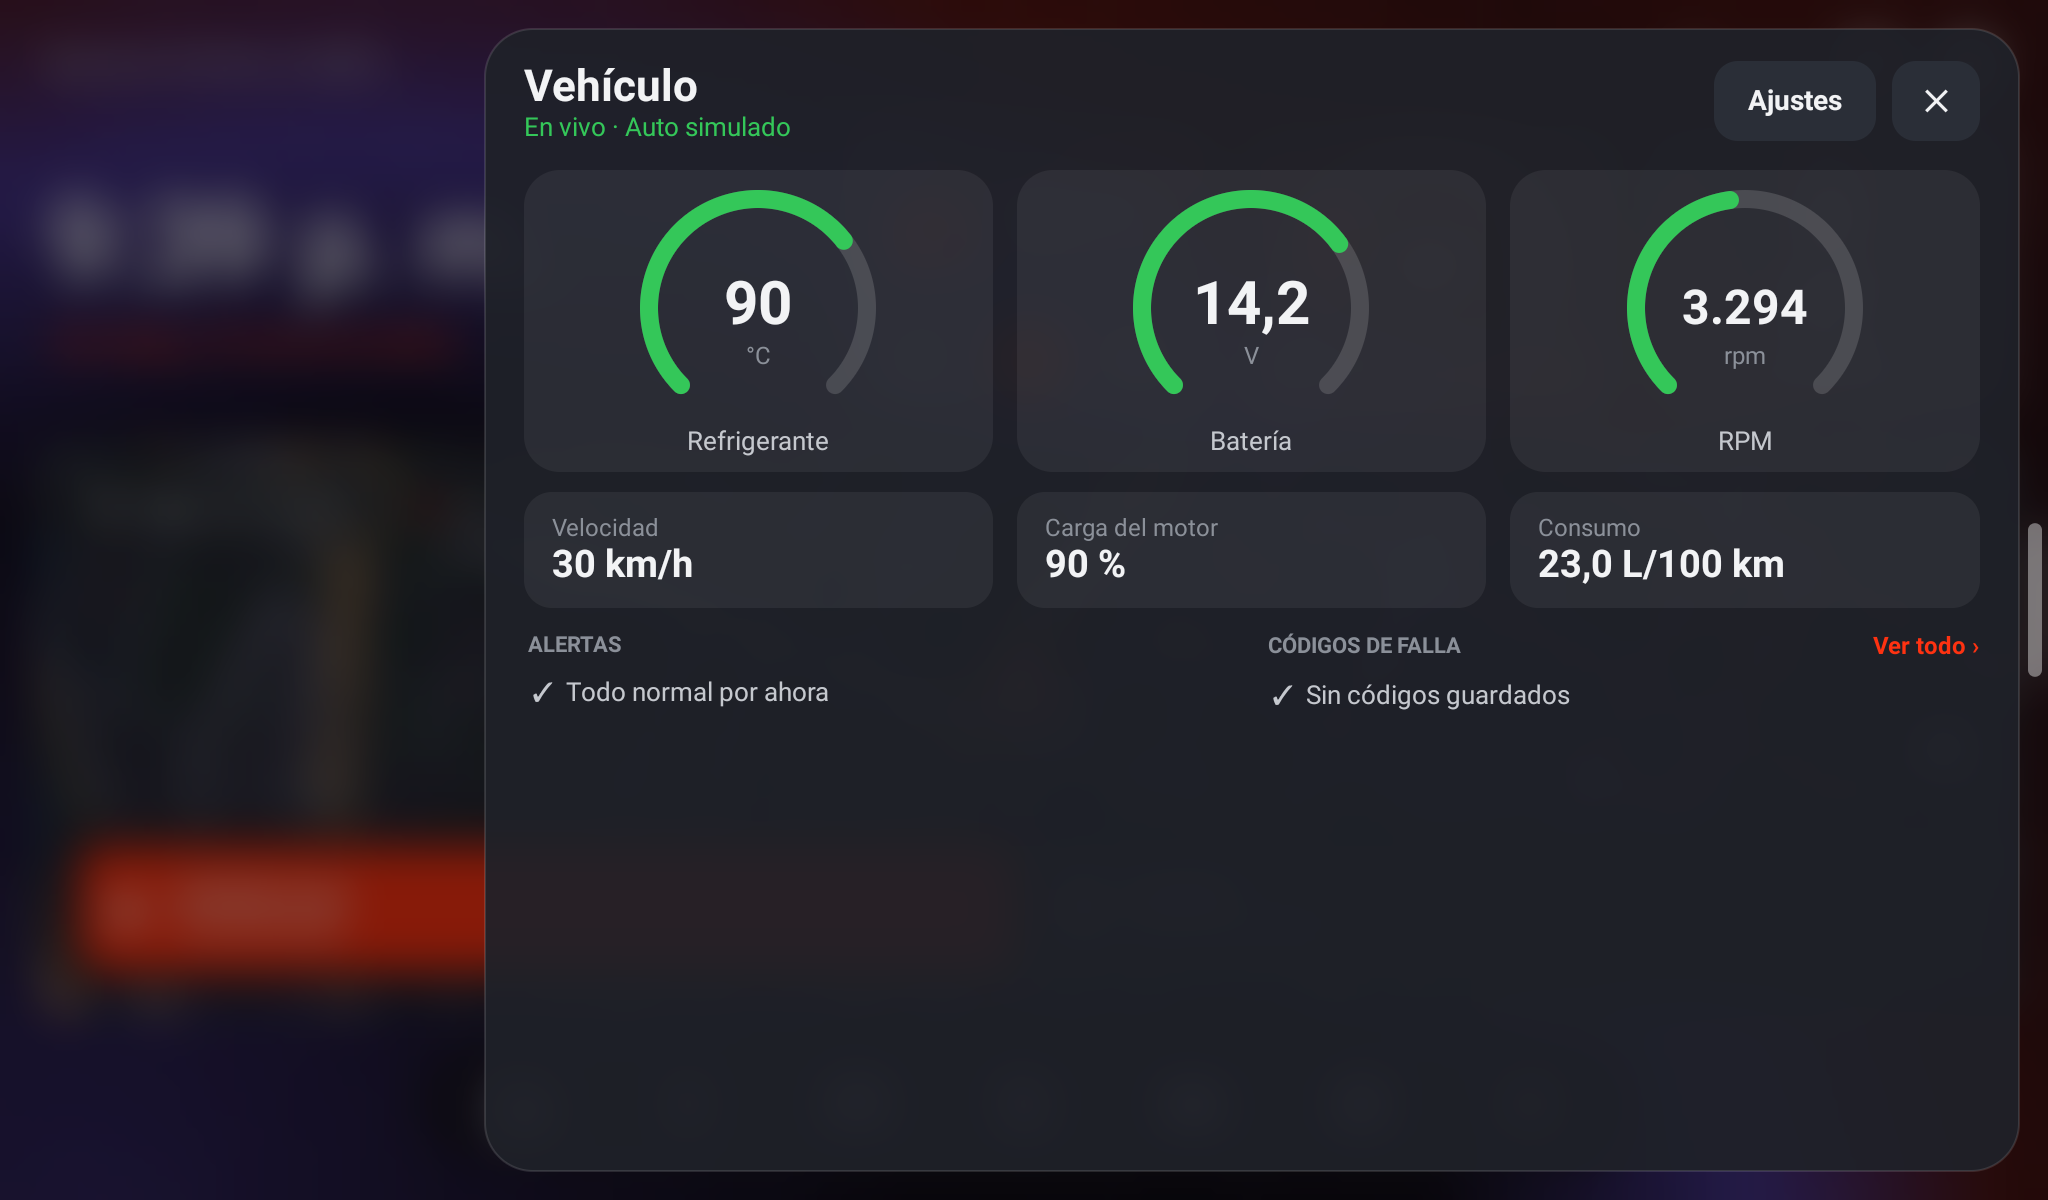 Vehículo
En vivo · Auto simulado
Ajustes
90
°C
Refrigerante
14,2
V
Batería
3.294
rpm
RPM
Velocidad
30 km/h
Carga del motor
90 %
Consumo
23,0 L/100 km
ALERTAS
✓ Todo normal por ahora
CÓDIGOS DE FALLA
Ver todo ›
✓ Sin códigos guardados